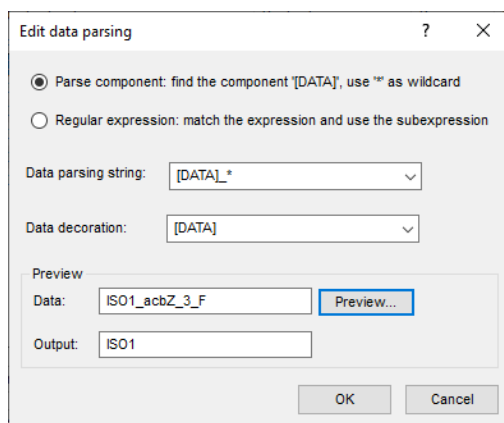 Edit data parsing
?
Parse component: find the component '[DATA]', use '*' as wildcard
Regular expression: match the expression and use the subexpression
Data parsing string: [DATA]_*
Data decoration: [DATA]
Preview
Data: ISO1_acbZ_3_F Preview...
Output: ISO1
OK Cancel